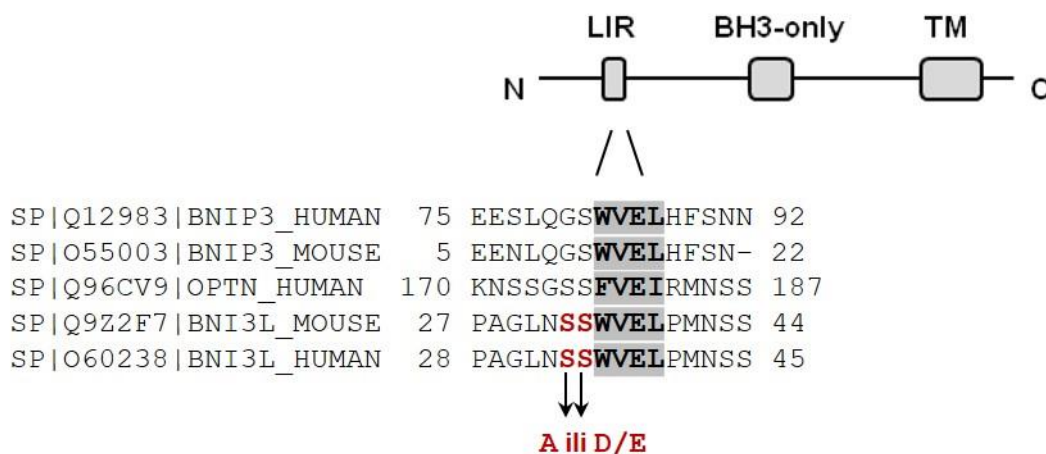 LIR BH3-only TM
N C
SP|Q12983|BNIP3_HUMAN 75 EESLQGSWVELHFSNN 92
SP|O55003|BNIP3_MOUSE 5 EENLQGSWVELHFSN- 22
SP|Q96CV9|OPTN_HUMAN 170 KNSSGSSFVEIRMNSS 187
SP|Q9Z2F7|BNI3L_MOUSE 27 PAGLNSSWVELPMNSS 44
SP|O60238|BNI3L_HUMAN 28 PAGLNSSWVELPMNSS 45
A ili D/E